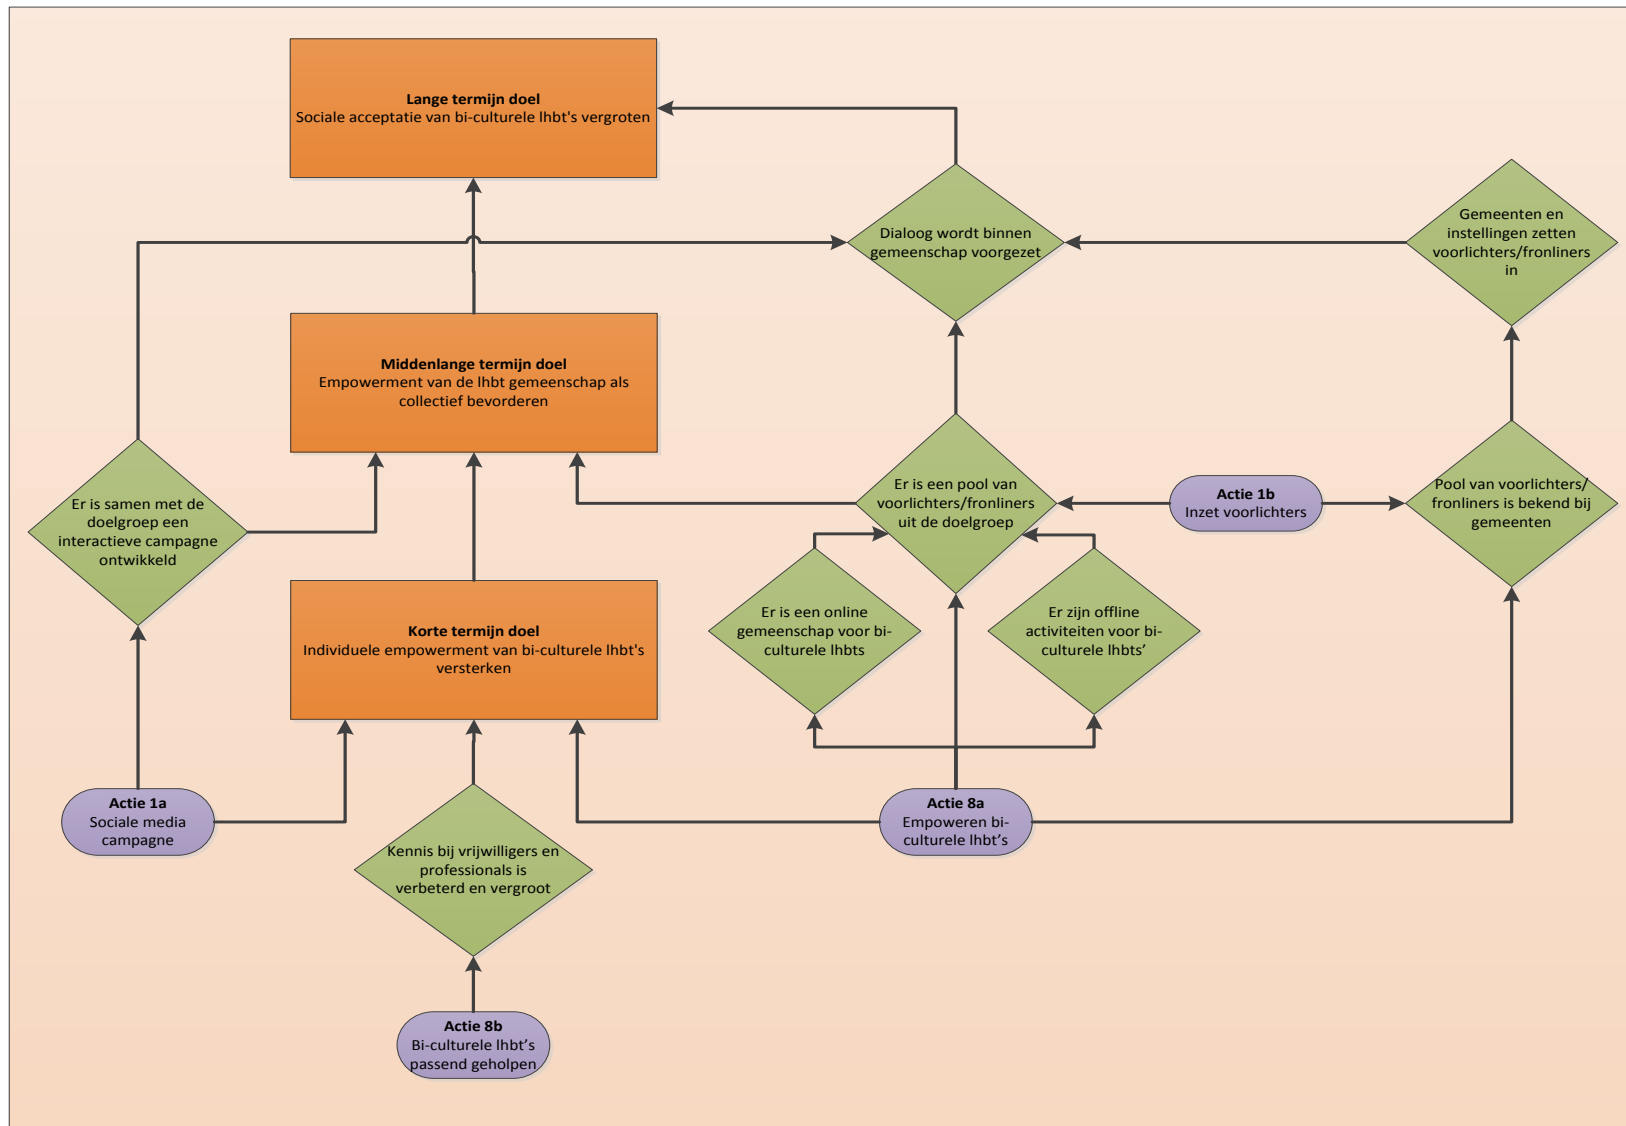 Lange termijn doel
Sociale acceptatie van bi-culturele lhbt's vergroten
Dialoog wordt binnen
gemeenschap voorgezet
Gemeenten en
instellingen zetten
voorlichters/fronliners
in
Middenlange termijn doel
Empowerment van de lhbt gemeenschap als
collectief bevorderen
Er is samen met de
doelgroep een
interactieve campagne
ontwikkeld
Er is een pool van
voorlichters/fronliners
uit de doelgroep
Actie 1b
Inzet voorlichters
Pool van voorlichters/
fronliners is bekend bij
gemeenten
Korte termijn doel
Individuele empowerment van bi-culturele lhbt's
versterken
Er is een online
gemeenschap voor bi-
culturele lhbts
Er zijn offline
activiteiten voor bi-
culturele lhbts’
Actie 1a
Sociale media
campagne
Kennis bij vrijwilligers en
professionals is
verbeterd en vergroot
Actie 8a
Empoweren bi-
culturele lhbt’s
Actie 8b
Bi-culturele lhbt’s
passend geholpen